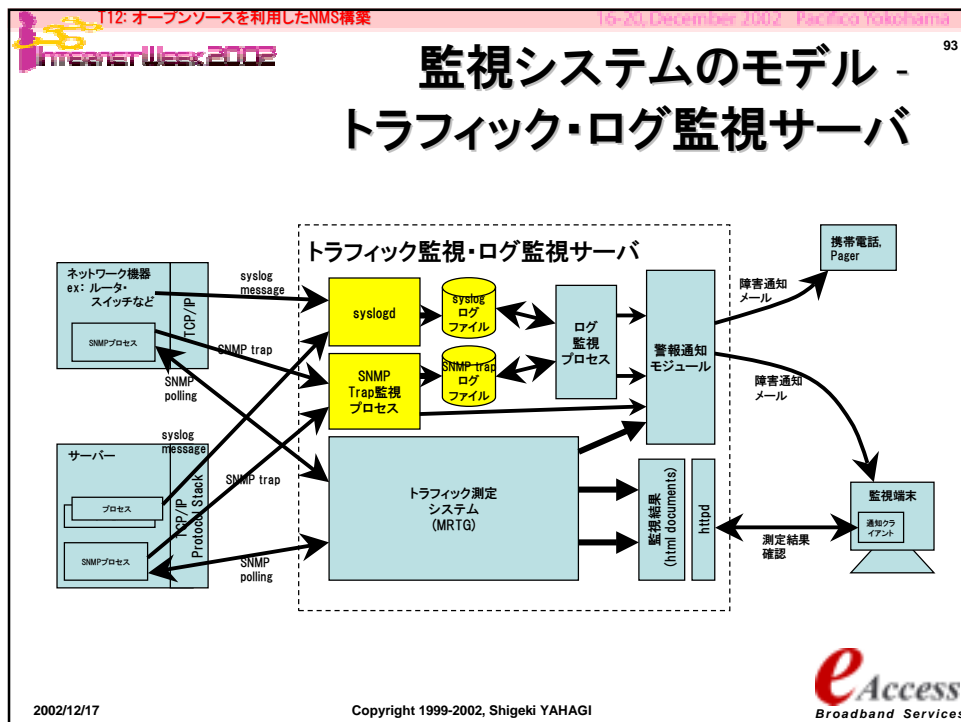 T12: オープンソースを利用したNMS構築
16-20, December 2002 Pacifico Yokohama
InternetWeek2002
93
監視システムのモデル -
トラフィック・ログ監視サーバ
トラフィック監視・ログ監視サーバ
ネットワーク機器
ex: ルータ・
スイッチなど
SNMPプロセス
TCP/IP
syslog
message
SNMP trap
SNMP
polling
syslogd
syslog
ログ
ファイル
SNMP
Trap監視
プロセス
SNMP trap
ログ
ファイル
ログ
監視
プロセス
警報通知
モジュール
携帯電話,
Pager
障害通知
メール
障害通知
メール
サーバー
プロセス
SNMPプロセス
TCP/IP
Protocol Stack
syslog
message
SNMP trap
SNMP
polling
トラフィック測定
システム
(MRTG)
監視結果
(html documents)
httpd
測定結果
確認
監視端末
通知クラ
イアント
2002/12/17
Copyright 1999-2002, Shigeki YAHAGI
eAccess
Broadband Services